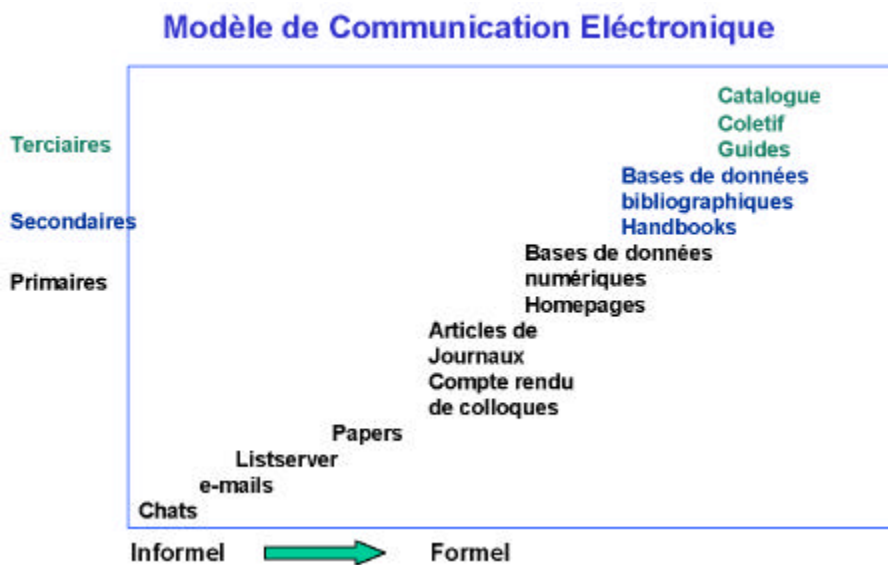 Modèle de Communication Eléctronique
Catalogue
Coletif
Terciaires
Guides
Bases de données
bibliographiques
Secondaires
Handbooks
Bases de données
Primaires
numériques
Homepages
Articles de
Journaux
Compte rendu
de colloques
Papers
Listserver
e-mails
Chats
Informel
Formel